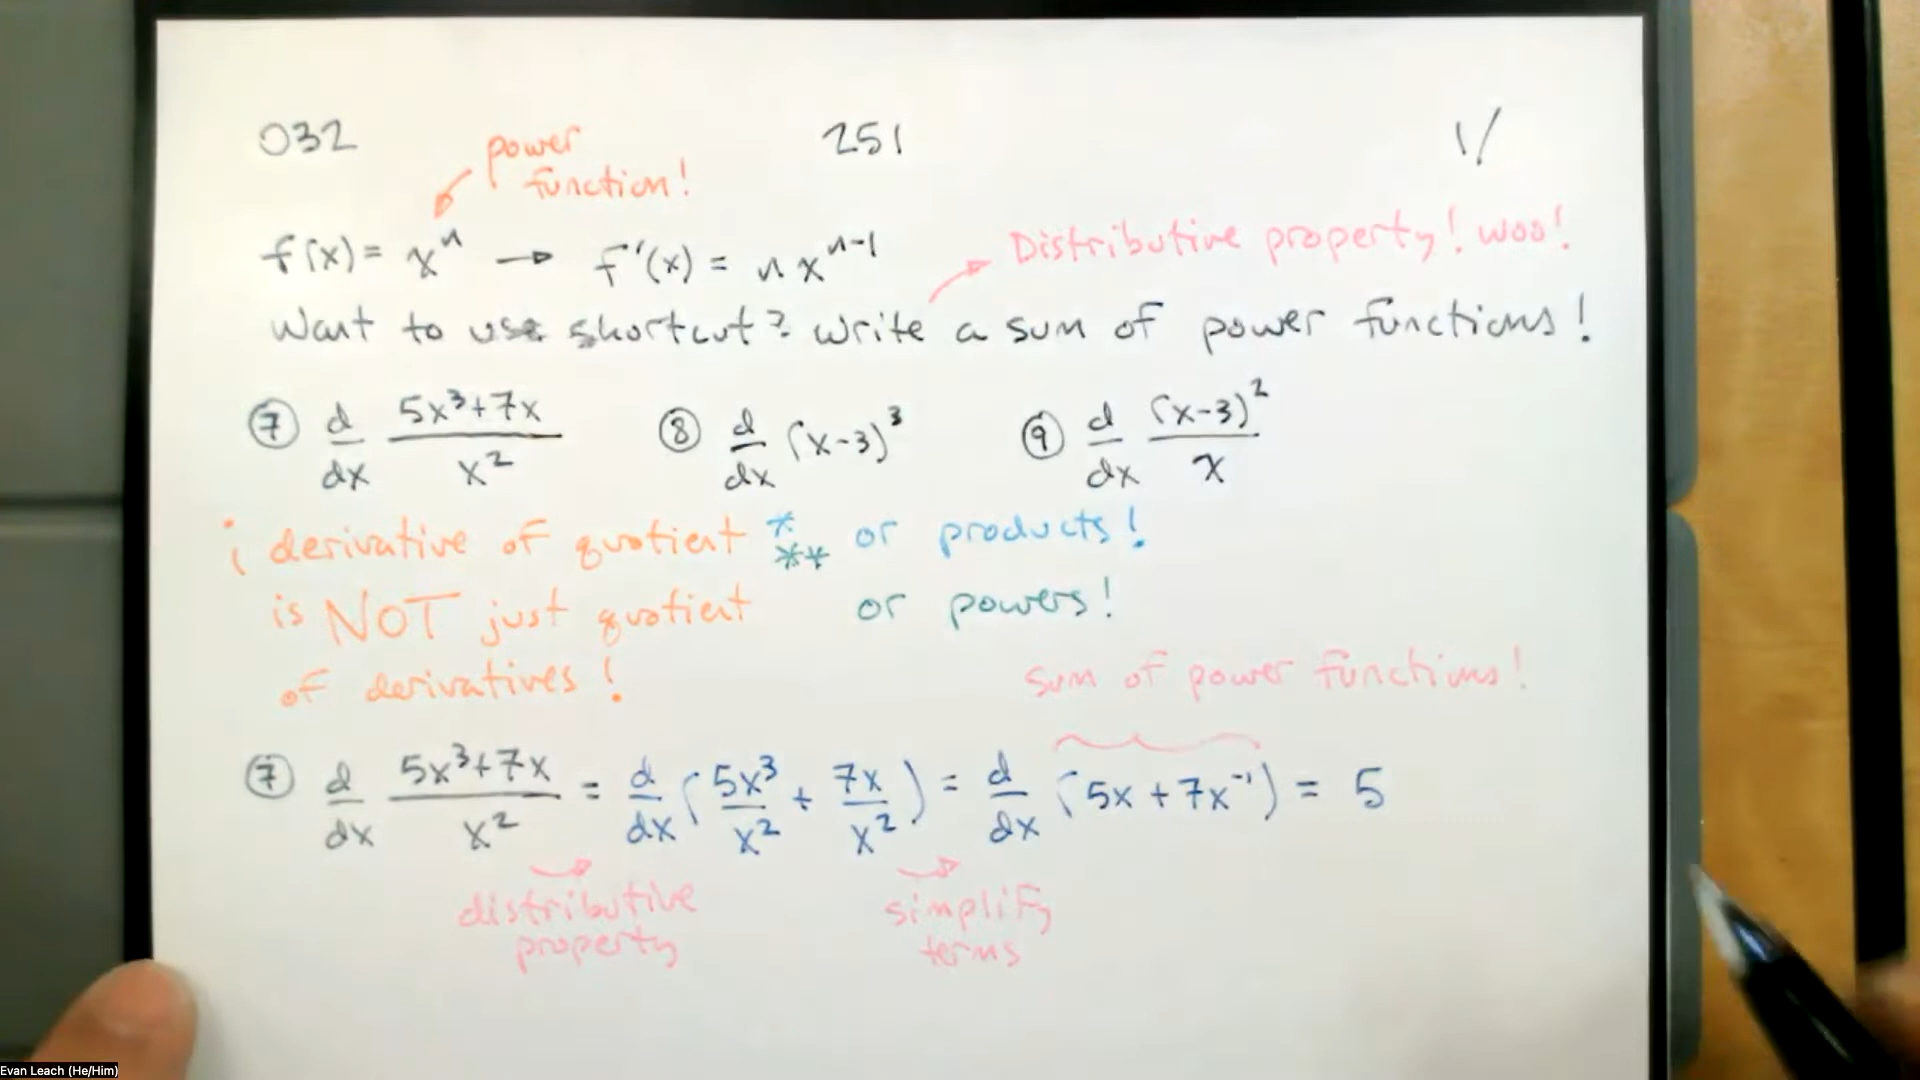 032 251 1/
power
function!
f(x) = xⁿ → f'(x) = n xⁿ⁻¹
Distributive property! woo!
Want to use shortcut? Write a sum of power functions!
⑦ d/dx (5x³+7x)/x² ⑧ d/dx (x-3)³ ⑨ d/dx (x-3)²/x
¡ derivative of quotient * or products!
is NOT just quotient ** or powers!
of derivatives!
sum of power functions!
⑦ d/dx (5x³+7x)/x² = d/dx (5x³/x² + 7x/x²) = d/dx (5x + 7x⁻¹) = 5
distributive
property
simplify
terms
Evan Leach (He/Him)